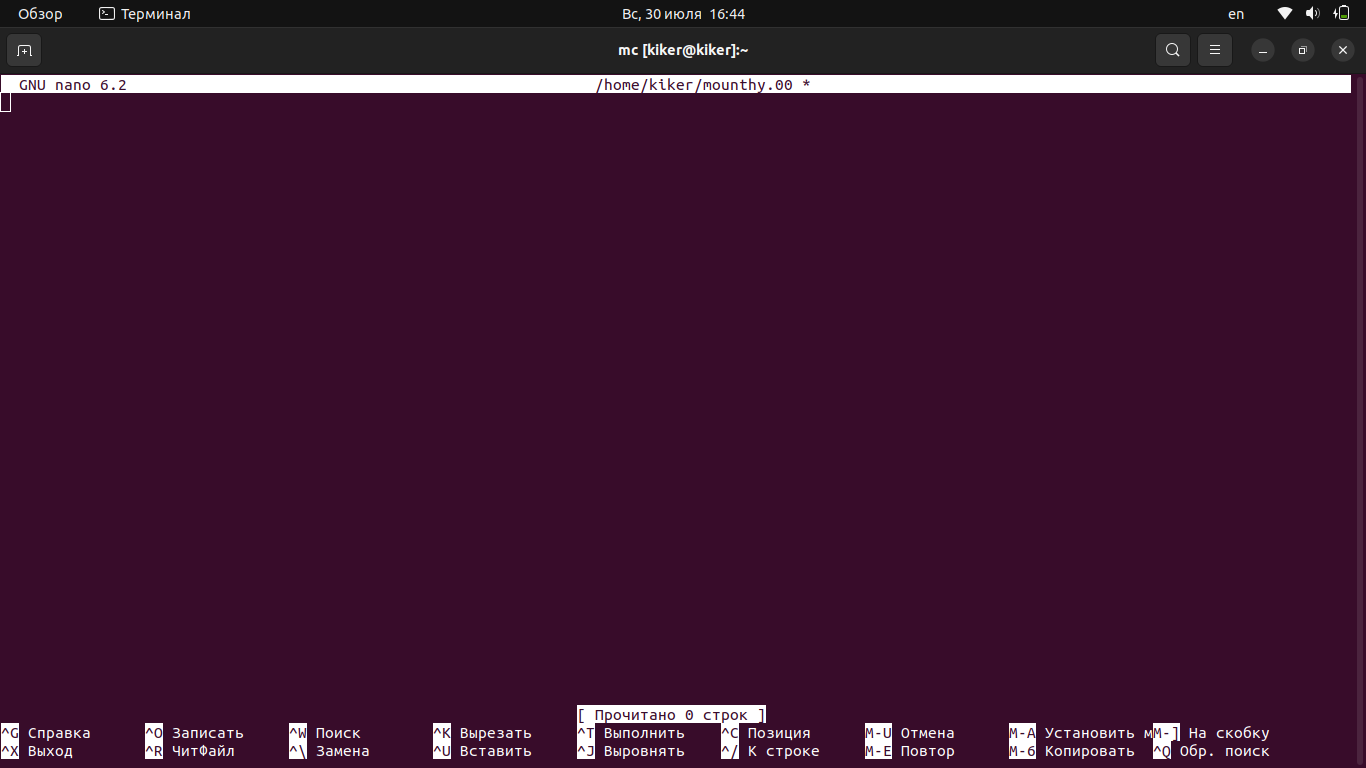 Обзор Терминал Вс, 30 июля 16:44 en
mc [kiker@kiker]:~
GNU nano 6.2 /home/kiker/mounthy.00 *
[ Прочитано 0 строк ]
^G Справка ^O Записать ^W Поиск ^K Вырезать ^T Выполнить ^C Позиция M-U Отмена M-A Установить мM-] На скобку
^X Выход ^R ЧитФайл ^\ Замена ^U Вставить ^J Выровнять ^/ К строке M-E Повтор M-6 Копировать ^Q Обр. поиск